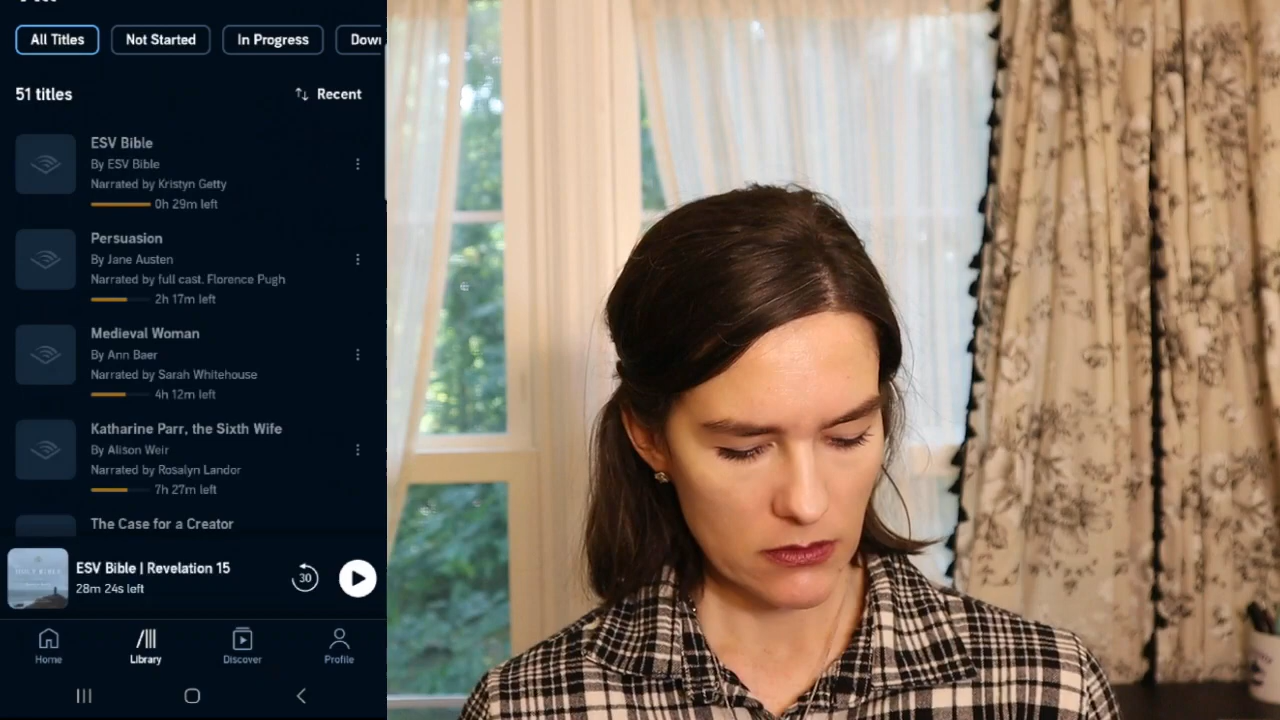 All Titles
Not Started
In Progress
Dow
51 titles
Recent
ESV Bible
By ESV Bible
Narrated by Kristyn Getty
0h 29m left
Persuasion
By Jane Austen
Narrated by full cast, Florence Pugh
2h 17m left
Medieval Woman
By Ann Baer
Narrated by Sarah Whitehouse
4h 12m left
Katharine Parr, the Sixth Wife
By Alison Weir
Narrated by Rosalyn Landor
7h 27m left
The Case for a Creator
HOLY BIBLE
ESV Bible | Revelation 15
28m 24s left
30
Home
Library
Discover
Profile